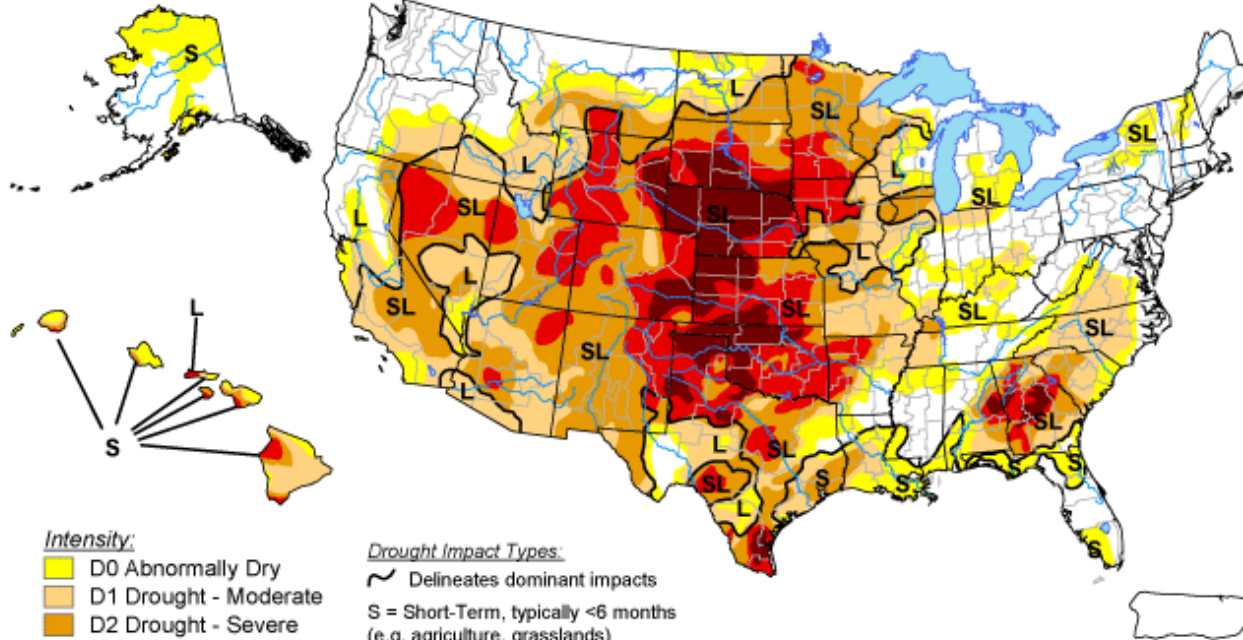 S
L
SL
SL
SL
L
L
SL
SL
L
SL
L
SL
L
L
SL
SL
SL
SL
L
L
SL
SL
SL
S
S
S
S
L
S
L
S
Intensity:
D0 Abnormally Dry
D1 Drought - Moderate
D2 Drought - Severe
Drought Impact Types:
Delineates dominant impacts
S = Short-Term, typically <6 months
(e.g. agriculture, grasslands)